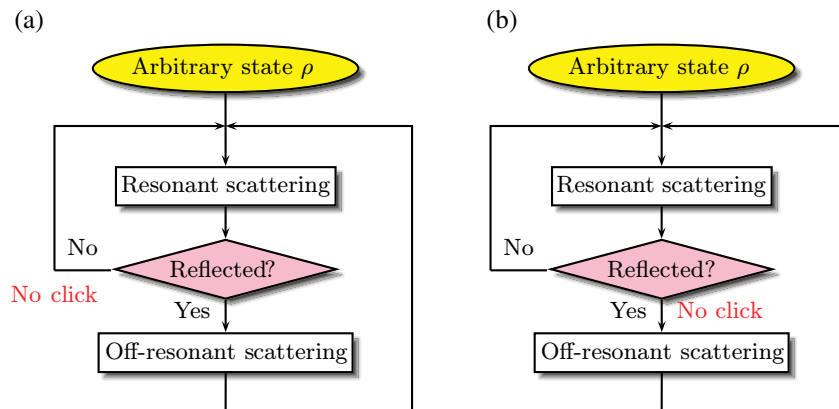 (a)
Arbitrary state ρ
Resonant scattering
No
Reflected?
No click
Yes
Off-resonant scattering
(b)
Arbitrary state ρ
Resonant scattering
No
Reflected?
Yes
No click
Off-resonant scattering